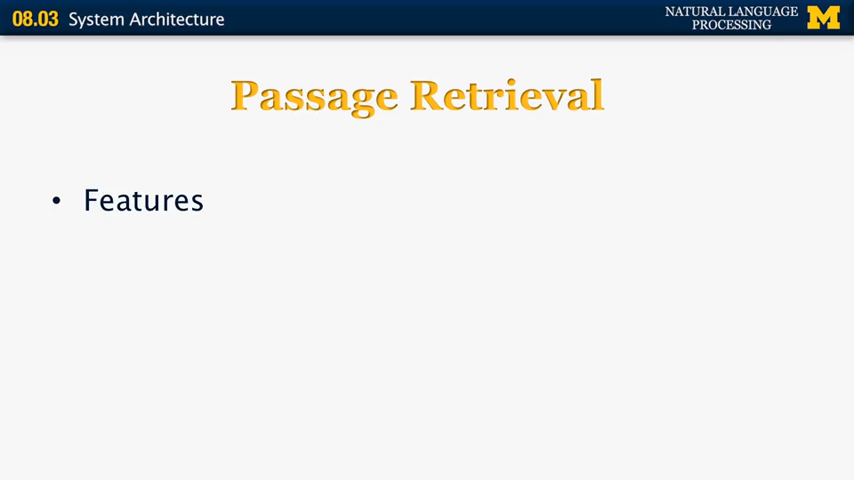 08.03 System Architecture
NATURAL LANGUAGE
PROCESSING
M
Passage Retrieval
• Features